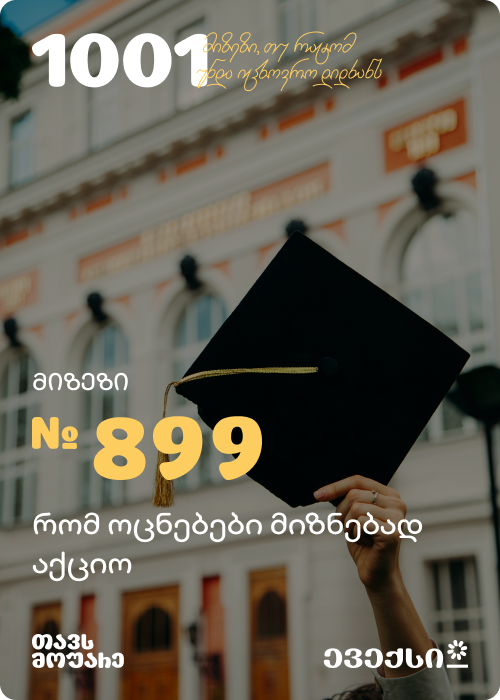 1001 მიზეზი, თუ რატომ
უნდა იცხოვრო დიდხანს
მიზეზი
№ 899
რომ ოცნებები მიზნებად
აქციო
თავს
მოუარე
ევექსი